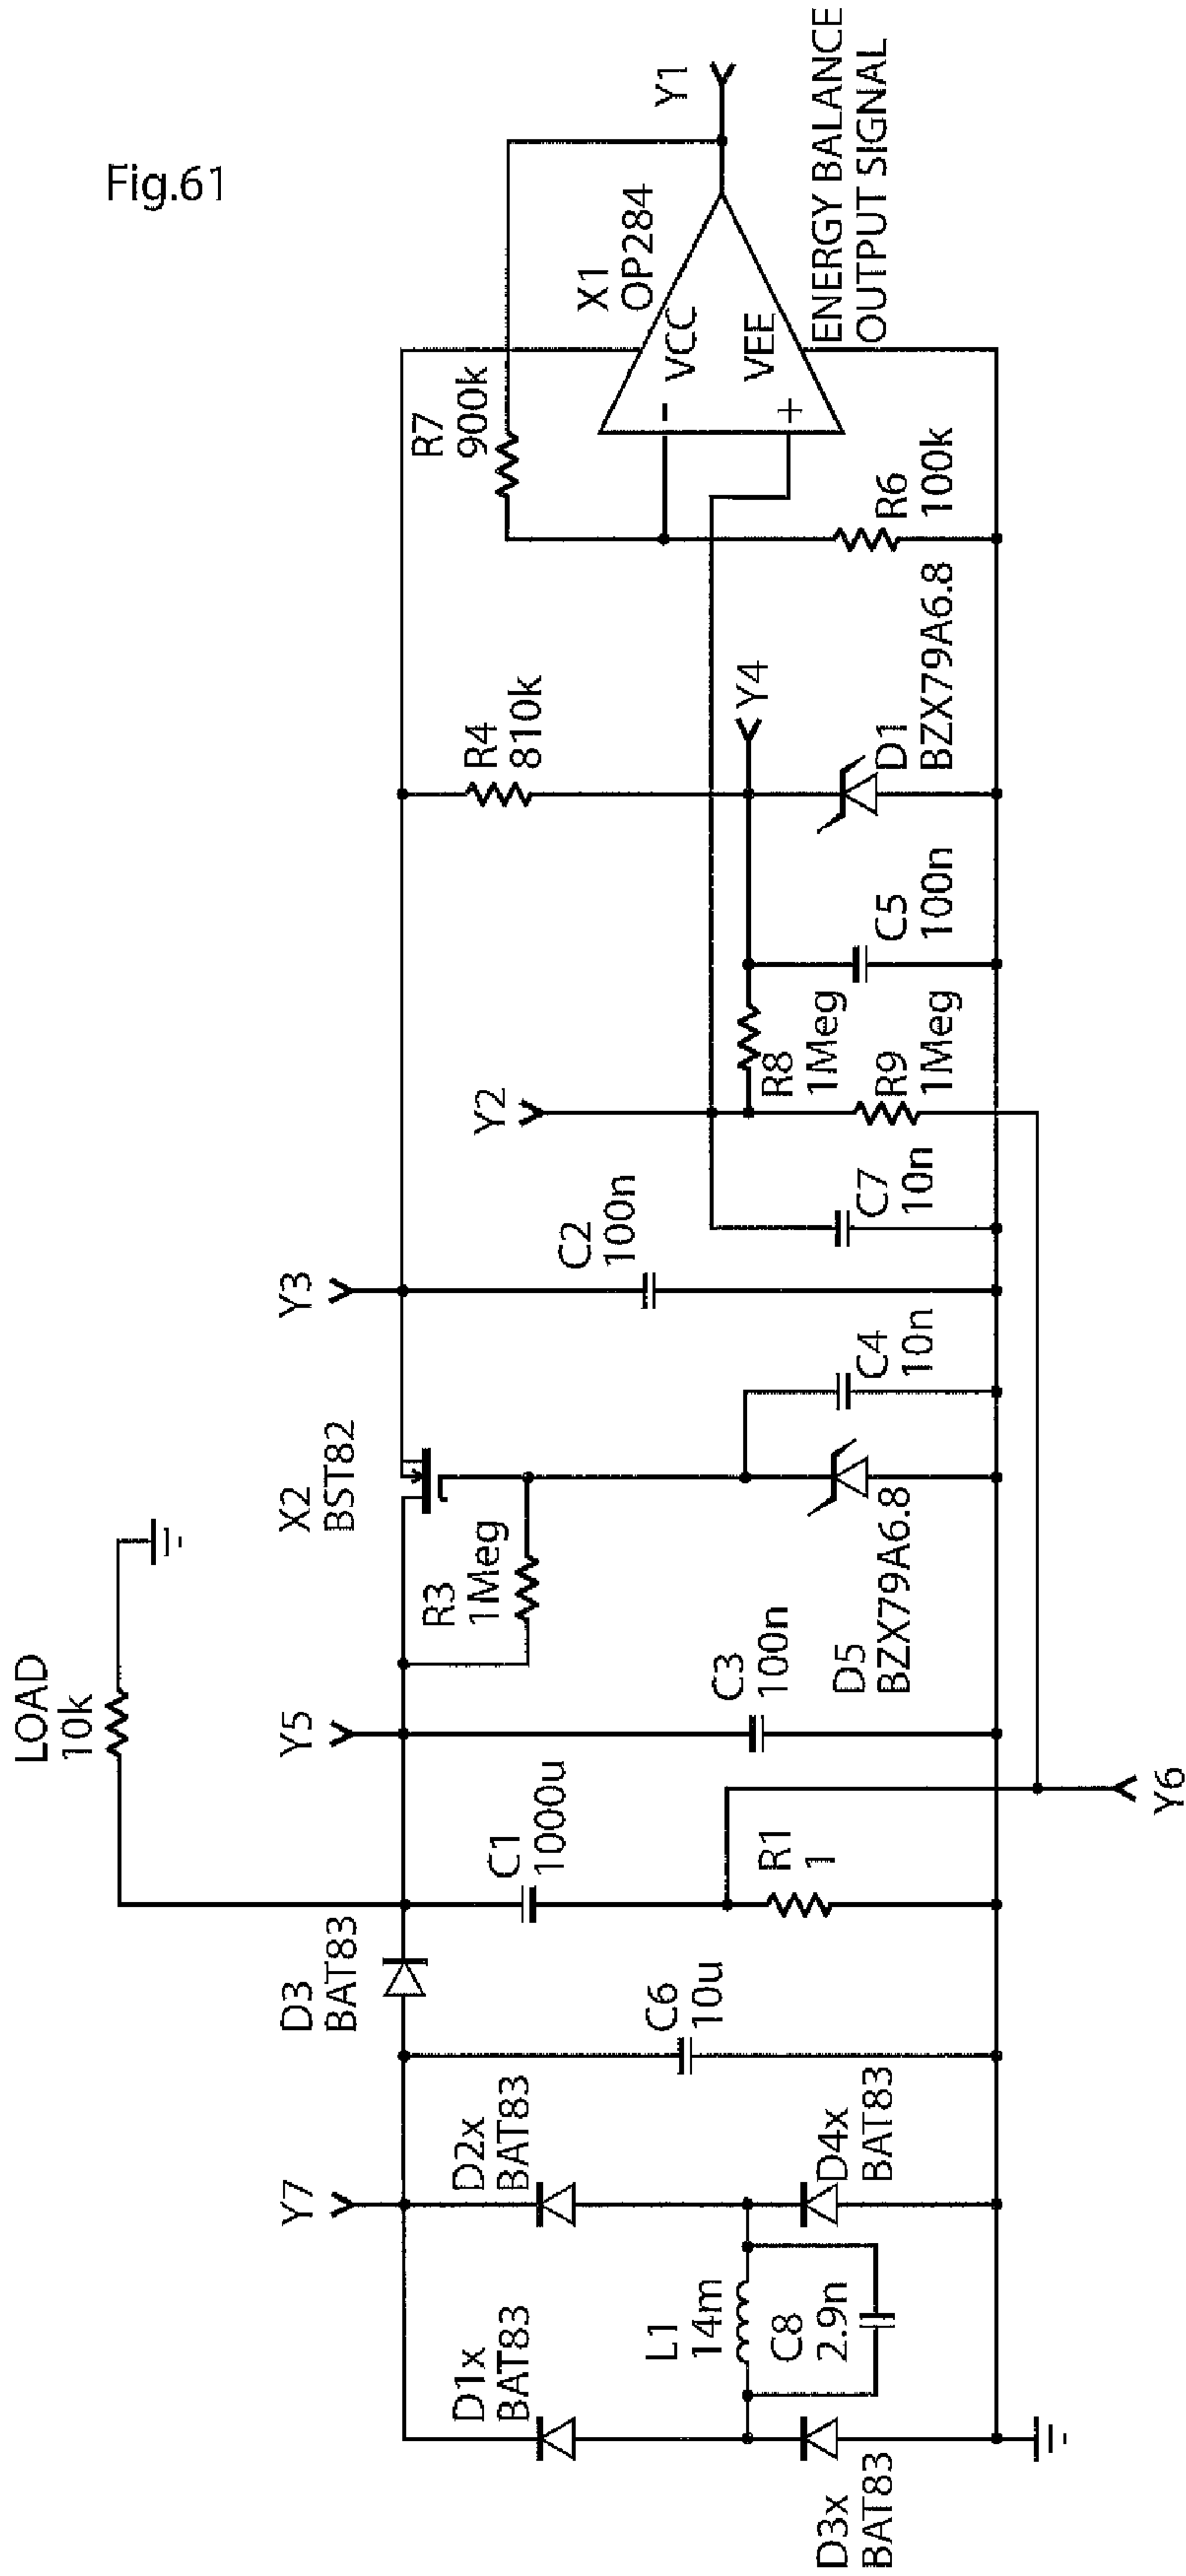 Fig.61
LOAD
10k
Y7
D3
BAT83
Y5
X2
BST82
Y3
Y2
R4
810k
R7
900k
X1
OP284
Y1
D1x
BAT83
D2x
BAT83
C6
10u
C1
1000u
R3
1Meg
C2
100n
VCC
-
VEE
+
ENERGY BALANCE
OUTPUT SIGNAL
L1
14m
C8
2.9n
D3x
BAT83
D4x
BAT83
R1
1
C3
100n
D5
BZX79A6.8
C4
10n
C7
10n
R8
1Meg
R9
1Meg
C5
100n
Y4
D1
BZX79A6.8
R6
100k
Y6